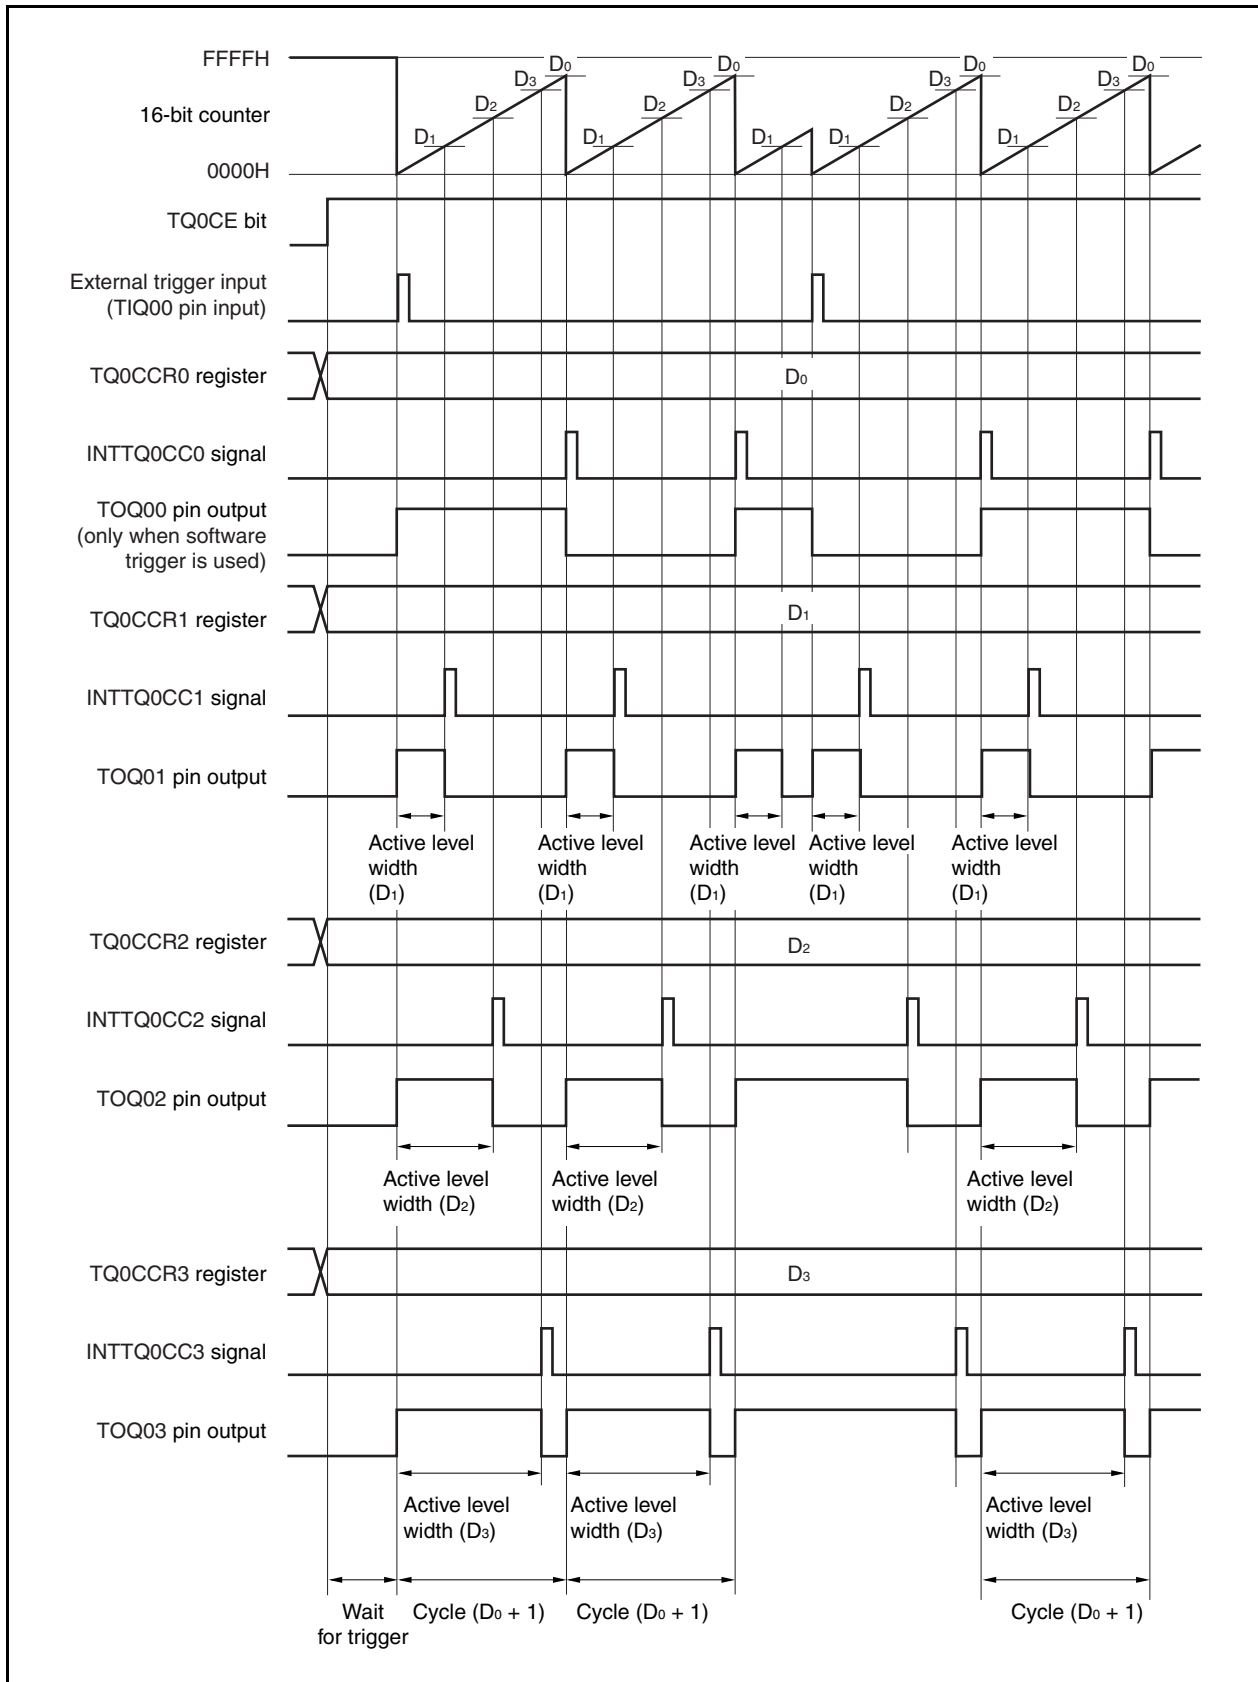 FFFFH
D0 D0 D0 D0
D3 D3 D3 D3
16-bit counter
D2 D2 D2 D2
D1 D1 D1 D1 D1
0000H
TQ0CE bit
External trigger input
(TIQ00 pin input)
TQ0CCR0 register
D0
INTTQ0CC0 signal
TOQ00 pin output
(only when software
trigger is used)
TQ0CCR1 register
D1
INTTQ0CC1 signal
TOQ01 pin output
Active level
width
(D1)
Active level
width
(D1)
Active level
width
(D1)
Active level
width
(D1)
Active level
width
(D1)
TQ0CCR2 register
D2
INTTQ0CC2 signal
TOQ02 pin output
Active level
width (D2)
Active level
width (D2)
Active level
width (D2)
TQ0CCR3 register
D3
INTTQ0CC3 signal
TOQ03 pin output
Active level
width (D3)
Active level
width (D3)
Active level
width (D3)
Wait
for trigger
Cycle (D0 + 1)
Cycle (D0 + 1)
Cycle (D0 + 1)